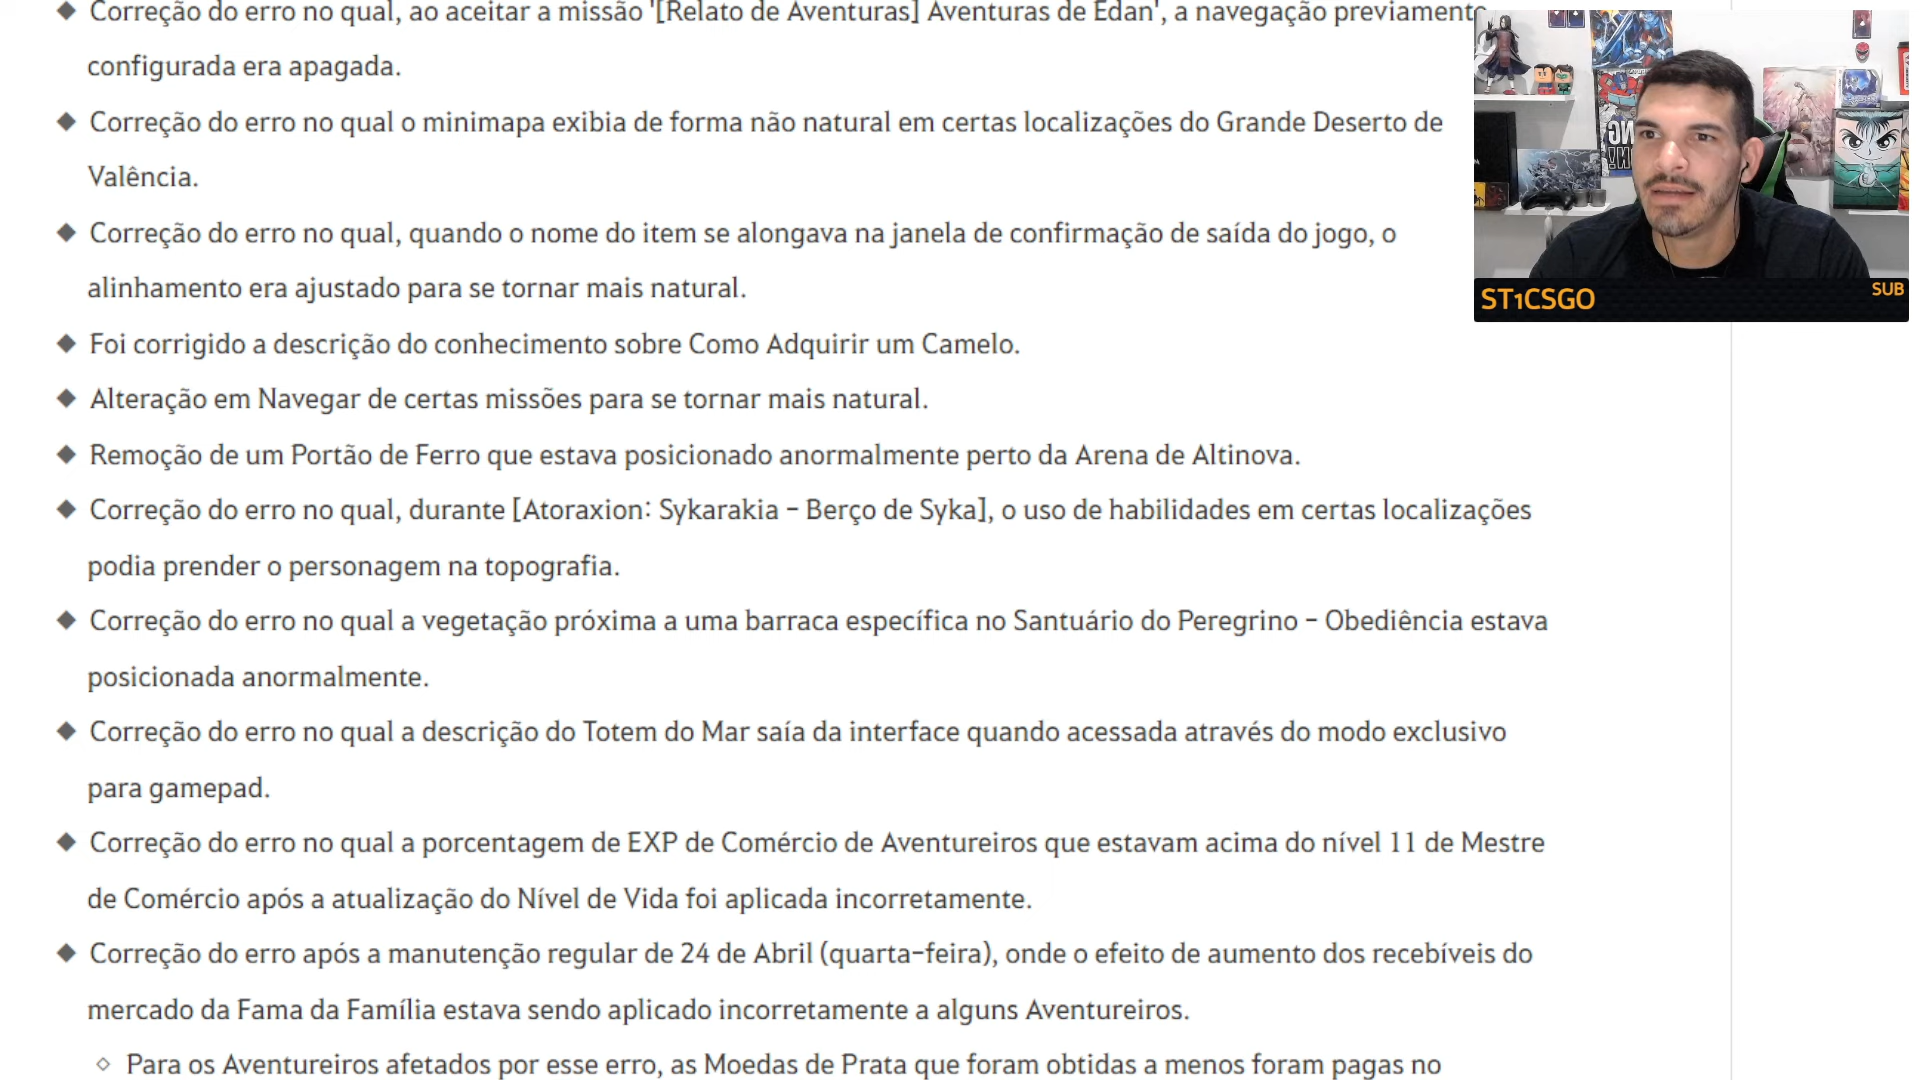 ◆ Correção do erro no qual, ao aceitar a missão '[Relato de Aventuras] Aventuras de Edan', a navegação previamente
configurada era apagada.
◆ Correção do erro no qual o minimapa exibia de forma não natural em certas localizações do Grande Deserto de
Valência.
◆ Correção do erro no qual, quando o nome do item se alongava na janela de confirmação de saída do jogo, o
alinhamento era ajustado para se tornar mais natural.
ST1CSGO
SUB
◆ Foi corrigido a descrição do conhecimento sobre Como Adquirir um Camelo.
◆ Alteração em Navegar de certas missões para se tornar mais natural.
◆ Remoção de um Portão de Ferro que estava posicionado anormalmente perto da Arena de Altinova.
◆ Correção do erro no qual, durante [Atoraxion: Sykarakia - Berço de Syka], o uso de habilidades em certas localizações
podia prender o personagem na topografia.
◆ Correção do erro no qual a vegetação próxima a uma barraca específica no Santuário do Peregrino - Obediência estava
posicionada anormalmente.
◆ Correção do erro no qual a descrição do Totem do Mar saía da interface quando acessada através do modo exclusivo
para gamepad.
◆ Correção do erro no qual a porcentagem de EXP de Comércio de Aventureiros que estavam acima do nível 11 de Mestre
de Comércio após a atualização do Nível de Vida foi aplicada incorretamente.
◆ Correção do erro após a manutenção regular de 24 de Abril (quarta-feira), onde o efeito de aumento dos recebíveis do
mercado da Fama da Família estava sendo aplicado incorretamente a alguns Aventureiros.
◇ Para os Aventureiros afetados por esse erro, as Moedas de Prata que foram obtidas a menos foram pagas no